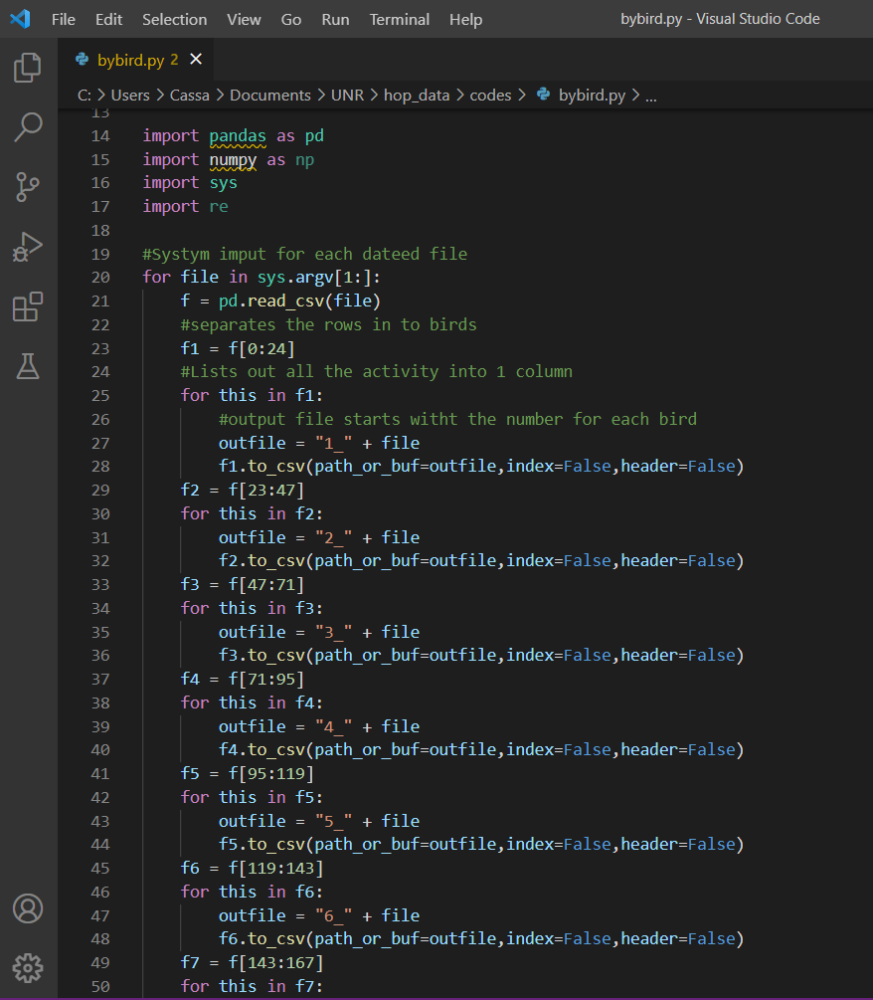 File Edit Selection View Go Run Terminal Help bybird.py - Visual Studio Code
bybird.py 2 ×
C: > Users > Cassa > Documents > UNR > hop_data > codes > bybird.py > ...
13
14 import pandas as pd
15 import numpy as np
16 import sys
17 import re
18
19 #Systym imput for each dateed file
20 for file in sys.argv[1:]:
21     f = pd.read_csv(file)
22     #separates the rows in to birds
23     f1 = f[0:24]
24     #Lists out all the activity into 1 column
25     for this in f1:
26         #output file starts witht the number for each bird
27         outfile = "1_" + file
28         f1.to_csv(path_or_buf=outfile,index=False,header=False)
29     f2 = f[23:47]
30     for this in f2:
31         outfile = "2_" + file
32         f2.to_csv(path_or_buf=outfile,index=False,header=False)
33     f3 = f[47:71]
34     for this in f3:
35         outfile = "3_" + file
36         f3.to_csv(path_or_buf=outfile,index=False,header=False)
37     f4 = f[71:95]
38     for this in f4:
39         outfile = "4_" + file
40         f4.to_csv(path_or_buf=outfile,index=False,header=False)
41     f5 = f[95:119]
42     for this in f5:
43         outfile = "5_" + file
44         f5.to_csv(path_or_buf=outfile,index=False,header=False)
45     f6 = f[119:143]
46     for this in f6:
47         outfile = "6_" + file
48         f6.to_csv(path_or_buf=outfile,index=False,header=False)
49     f7 = f[143:167]
50     for this in f7: